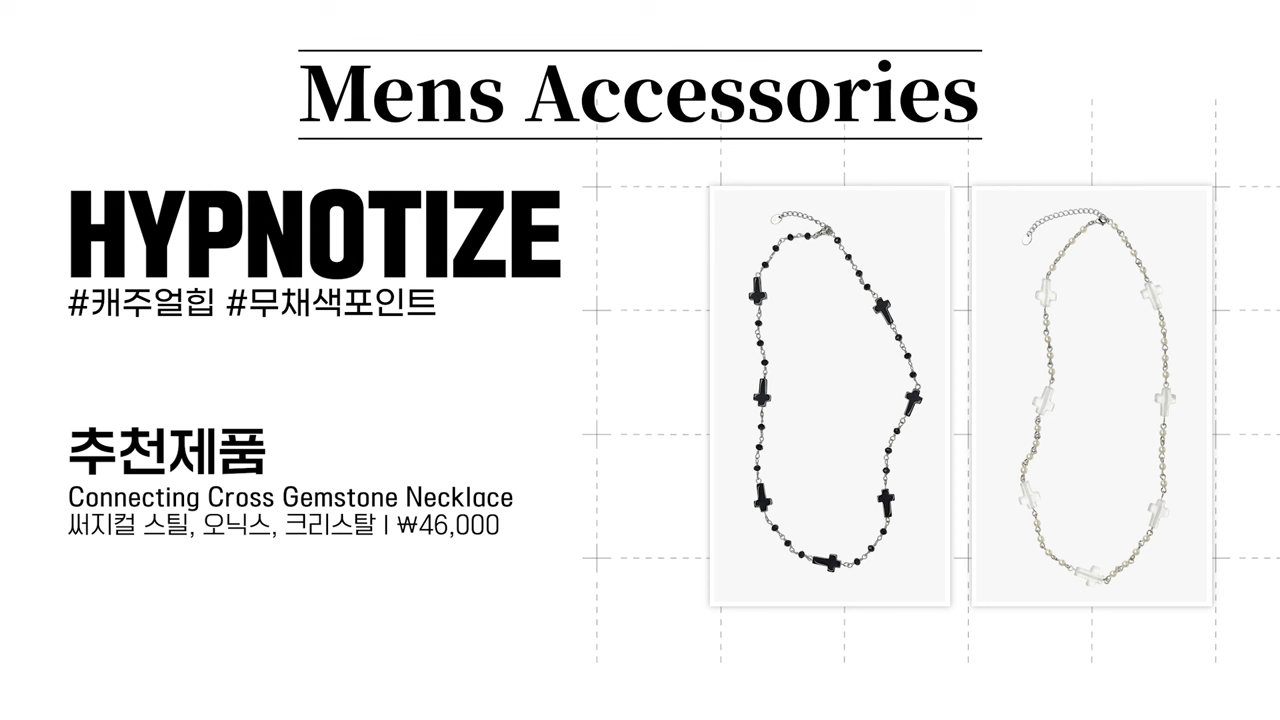 Mens Accessories
HYPNOTIZE
#캐주얼힙 #무채색포인트
추천제품
Connecting Cross Gemstone Necklace
써지컬 스틸, 오닉스, 크리스탈 | ₩46,000